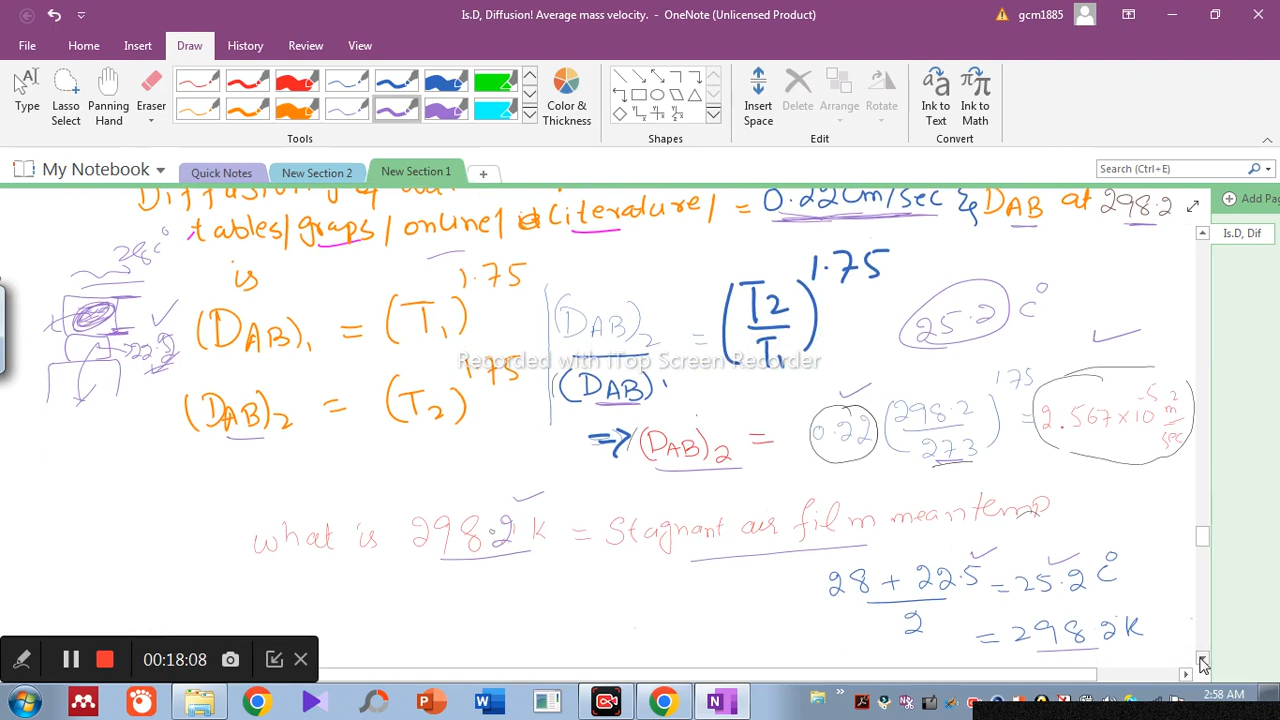 Is.D, Diffusion! Average mass velocity. - OneNote (Unlicensed Product)
gcm1885
File Home Insert Draw History Review View
Type
Lasso Select
Panning Hand
Eraser
Color & Thickness
Insert Space
Delete
Arrange
Rotate
Ink to Text
Ink to Math
Tools
Shapes
Edit
Convert
My Notebook
Quick Notes
New Section 2
New Section 1
Search (Ctrl+E)
Add Pag
Is.D, Dif
0.22cm/sec & DAB at 298.2
tables/graps/online/ Literature/ =
28C°
is
(DAB)1 = (T1)^1.75
(DAB)2 / (DAB)1 = (T2/T1)^1.75
25.2 C°
22.5
(DAB)2 = (T2)^1.75
Recorded with iTop Screen Recorder
=> (DAB)2 = 0.22 (298.2/273)^1.75 = 2.567×10^-5 m^2/sec
what is 298.2 K = Stagnant air film mean temp
28 + 22.5 / 2 = 25.2 C°
= 298.2K
00:18:08
2:58 AM